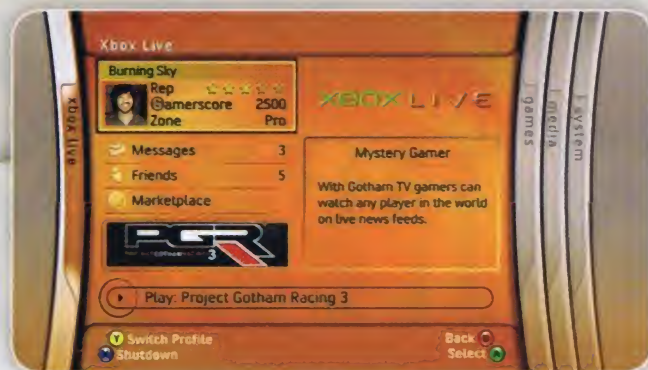 Xbox Live
Burning Sky
Rep
Gamerscore 2500
Zone Pro
Messages 3
Friends 5
Marketplace
PGR
3
Play: Project Gotham Racing 3
XBOX LIVE
Mystery Gamer
With Gotham TV gamers can
watch any player in the world
on live news feeds.
Y Switch Profile
X Shutdown
Back B
Select A
xbox live
games
media
system